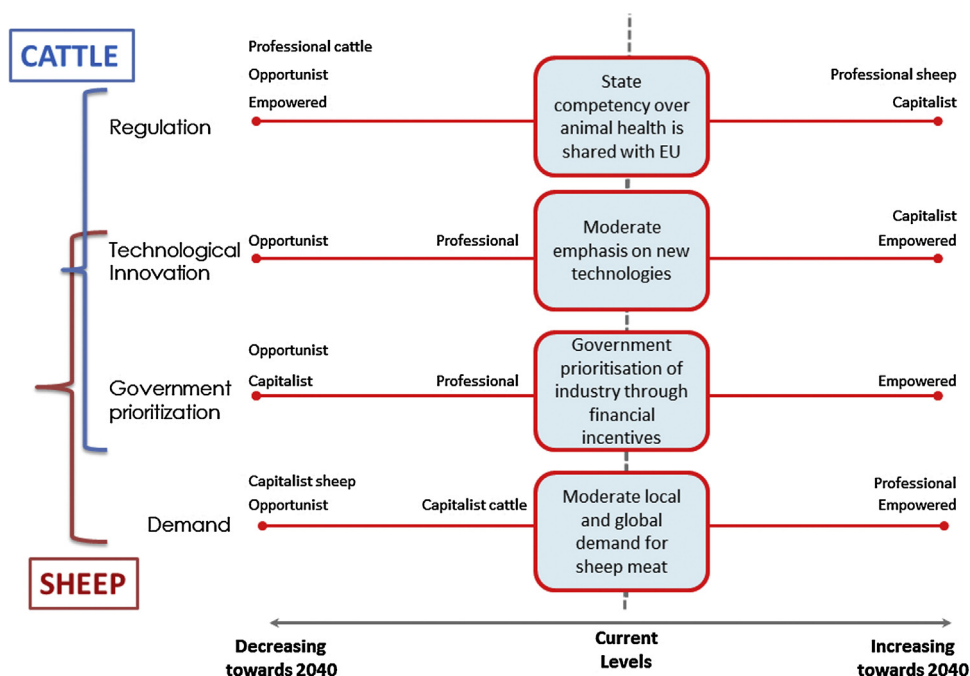 CATTLE
Professional cattle
Opportunist
Empowered
Regulation
State
competency over
animal health is
shared with EU
Professional sheep
Capitalist
Technological
Innovation
Opportunist
Professional
Moderate
emphasis on new
technologies
Capitalist
Empowered
Government
prioritization
Opportunist
Capitalist
Professional
Government
prioritisation of
industry through
financial
incentives
Empowered
Demand
Capitalist sheep
Opportunist
Capitalist cattle
Moderate local
and global
demand for
sheep meat
Professional
Empowered
SHEEP
Decreasing
towards 2040
Current
Levels
Increasing
towards 2040